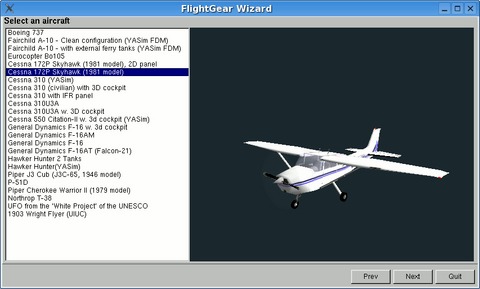 FlightGear Wizard
Select an aircraft
Boeing 737
Fairchild A-10 - Clean configuration (YASim FDM)
Fairchild A-10 - with external ferry tanks (YASim FDM)
Eurocopter Bo105
Cessna 172P Skyhawk (1981 model), 2D panel
Cessna 172P Skyhawk (1981 model)
Cessna 310 (YASim)
Cessna 310 (civilian) with 3D cockpit
Cessna 310 with IFR panel
Cessna 310U3A
Cessna 310U3A w. 3D cockpit
Cessna 550 Citation-II w. 3d cockpit (YASim)
General Dynamics F-16 w. 3d cockpit
General Dynamics F-16AM
General Dynamics F-16
General Dynamics F-16AT (Falcon-21)
Hawker Hunter 2 Tanks
Hawker Hunter(YASim)
Piper J3 Cub (J3C-65, 1946 model)
P-51D
Piper Cherokee Warrior II (1979 model)
Northrop T-38
UFO from the 'White Project' of the UNESCO
1903 Wright Flyer (UIUC)
Prev
Next
Quit